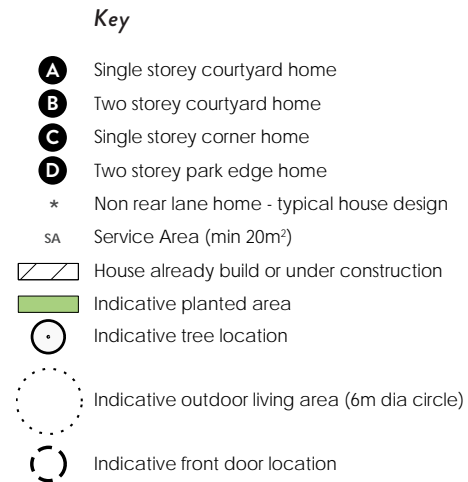 Key
A Single storey courtyard home
B Two storey courtyard home
C Single storey corner home
D Two storey park edge home
* Non rear lane home - typical house design
SA Service Area (min 20m²)
House already build or under construction
Indicative planted area
Indicative tree location
Indicative outdoor living area (6m dia circle)
Indicative front door location